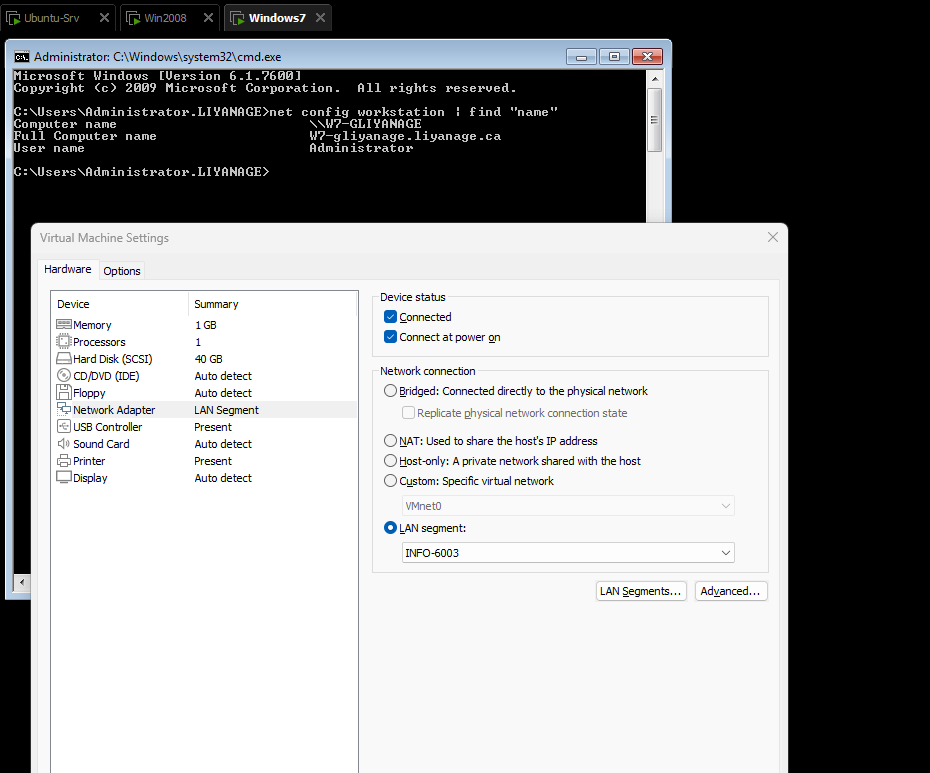 Ubuntu-Srv
Win2008
Windows7
Administrator: C:\Windows\system32\cmd.exe
Microsoft Windows [Version 6.1.7600]
Copyright (c) 2009 Microsoft Corporation.  All rights reserved.
C:\Users\Administrator.LIYANAGE>net config workstation | find "name"
Computer name                        \\W7-GLIYANAGE
Full Computer name                   W7-gliyanage.liyanage.ca
User name                            Administrator
C:\Users\Administrator.LIYANAGE>
Virtual Machine Settings
Hardware
Options
Device Summary
Memory 1 GB
Processors 1
Hard Disk (SCSI) 40 GB
CD/DVD (IDE) Auto detect
Floppy Auto detect
Network Adapter LAN Segment
USB Controller Present
Sound Card Auto detect
Printer Present
Display Auto detect
Device status
Connected
Connect at power on
Network connection
Bridged: Connected directly to the physical network
Replicate physical network connection state
NAT: Used to share the host's IP address
Host-only: A private network shared with the host
Custom: Specific virtual network
VMnet0
LAN segment:
INFO-6003
LAN Segments...
Advanced...